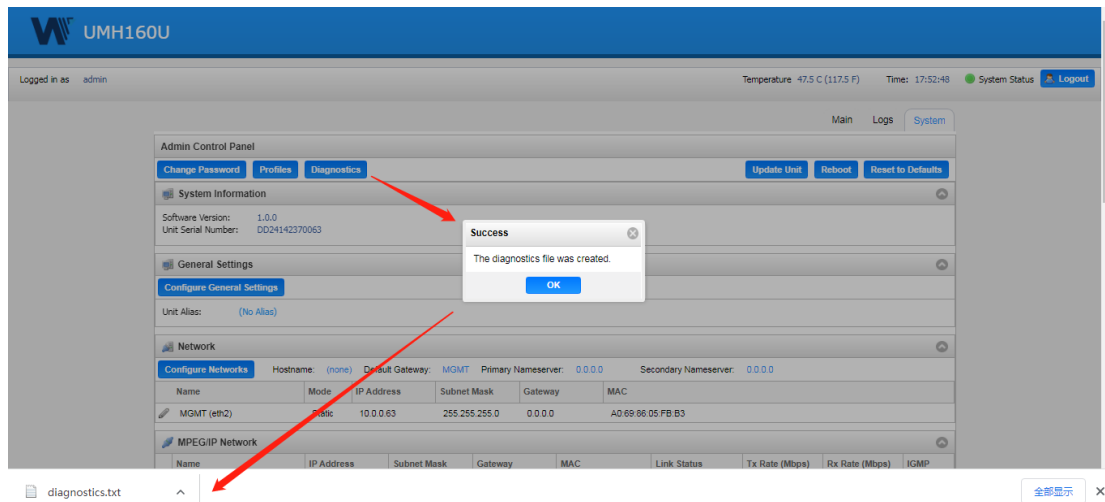 UMH160U
Logged in as admin Temperature 47.5 C (117.5 F) Time: 17:52:48 System Status Logout
Main Logs System
Admin Control Panel
Change Password Profiles Diagnostics Update Unit Reboot Reset to Defaults
System Information
Software Version: 1.0.0
Unit Serial Number: DD24142370063
Success
The diagnostics file was created.
OK
General Settings
Configure General Settings
Unit Alias: (No Alias)
Network
Configure Networks Hostname: (none) Default Gateway: MGMT Primary Nameserver: 0.0.0.0 Secondary Nameserver: 0.0.0.0
Name Mode IP Address Subnet Mask Gateway MAC
MGMT (eth2) Static 10.0.0.63 255.255.255.0 0.0.0.0 A0:69:86:05:FB:B3
MPEG/IP Network
Name IP Address Subnet Mask Gateway MAC Link Status Tx Rate (Mbps) Rx Rate (Mbps) IGMP
diagnostics.txt 全部显示